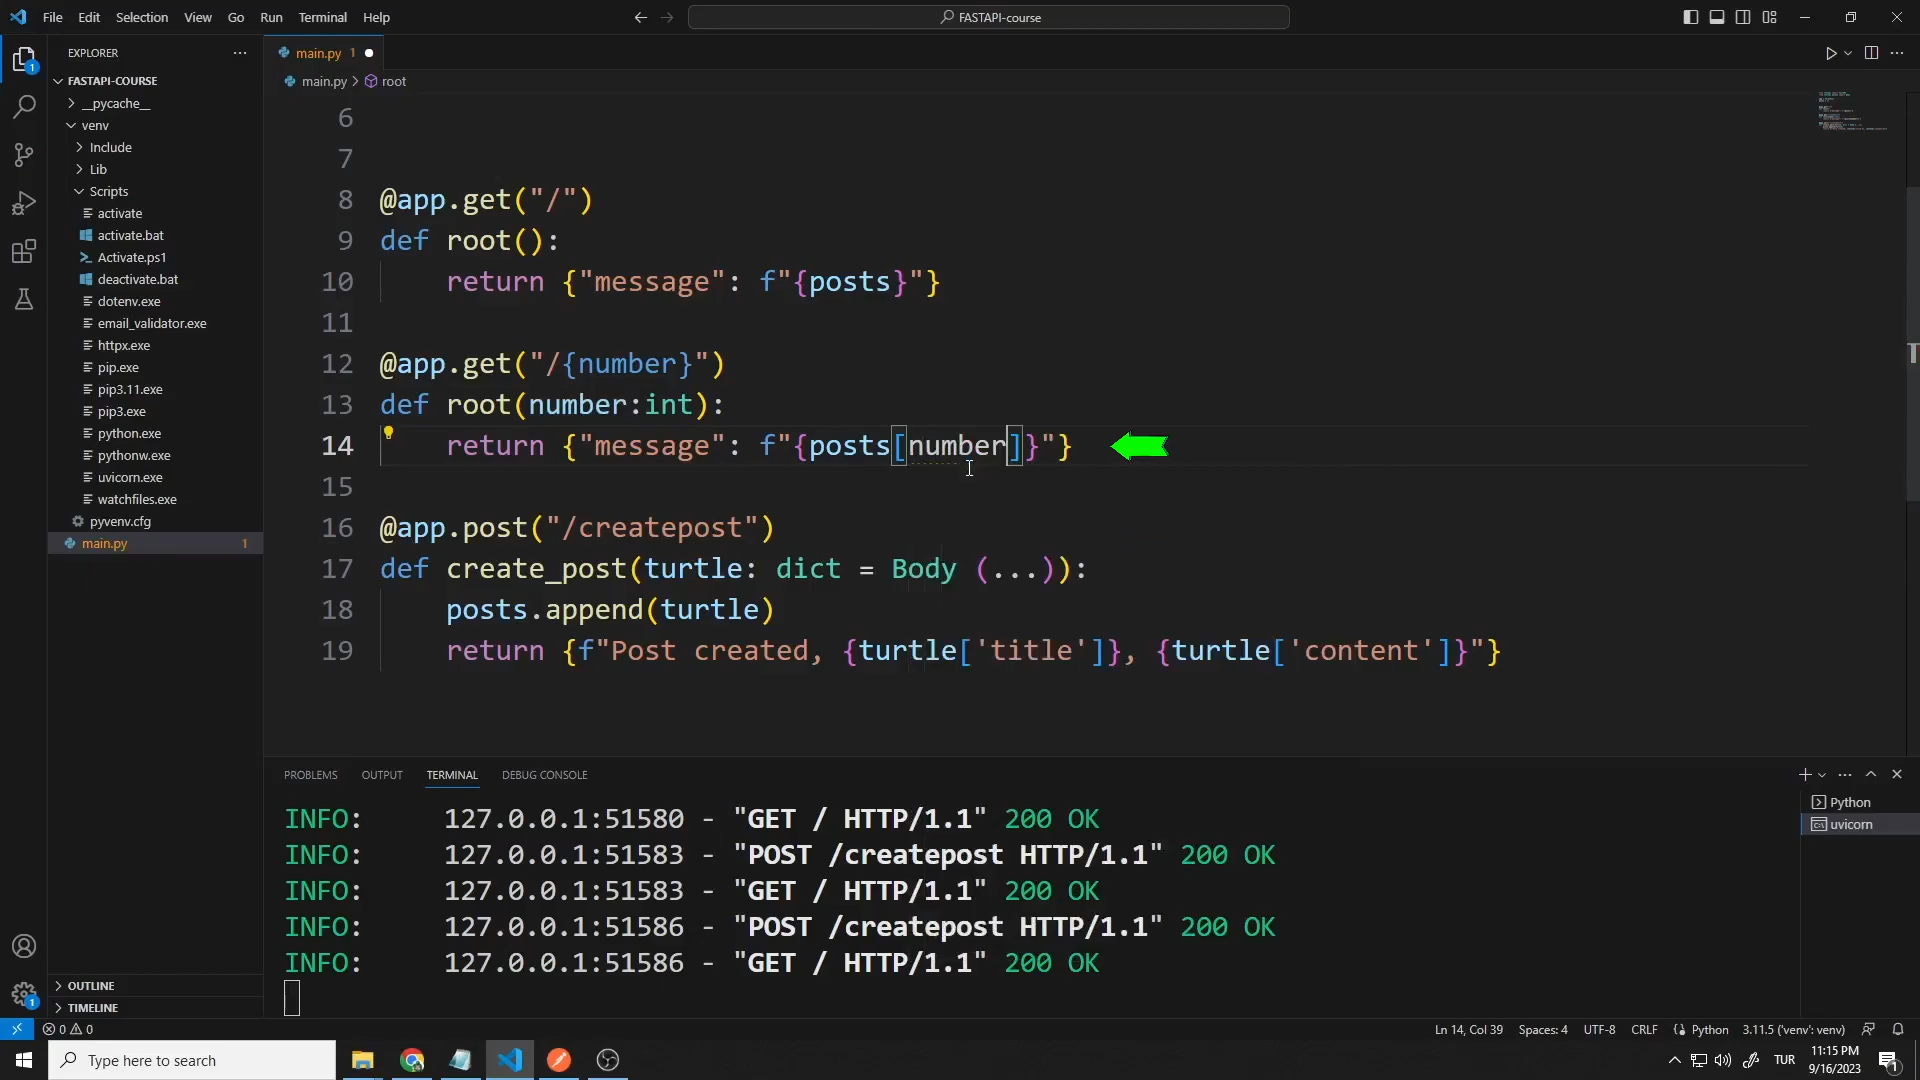 File Edit Selection View Go Run Terminal Help
FASTAPI-course
EXPLORER
FASTAPI-COURSE
__pycache__
venv
Include
Lib
Scripts
activate
activate.bat
Activate.ps1
deactivate.bat
dotenv.exe
email_validator.exe
httpx.exe
pip.exe
pip3.11.exe
pip3.exe
python.exe
pythonw.exe
uvicorn.exe
watchfiles.exe
pyvenv.cfg
main.py 1
OUTLINE
TIMELINE
main.py 1
main.py > root
6
7
8 @app.get("/")
9 def root():
10 return {"message": f"{posts}"}
11
12 @app.get("/{number}")
13 def root(number:int):
14 return {"message": f"{posts[number]}"}
15
16 @app.post("/createpost")
17 def create_post(turtle: dict = Body (...)):
18 posts.append(turtle)
19 return {f"Post created, {turtle['title']}, {turtle['content']}"}
PROBLEMS OUTPUT TERMINAL DEBUG CONSOLE
INFO: 127.0.0.1:51580 - "GET / HTTP/1.1" 200 OK
INFO: 127.0.0.1:51583 - "POST /createpost HTTP/1.1" 200 OK
INFO: 127.0.0.1:51583 - "GET / HTTP/1.1" 200 OK
INFO: 127.0.0.1:51586 - "POST /createpost HTTP/1.1" 200 OK
INFO: 127.0.0.1:51586 - "GET / HTTP/1.1" 200 OK
Python
uvicorn
0 0
Ln 14, Col 39 Spaces: 4 UTF-8 CRLF Python 3.11.5 ('venv': venv)
Type here to search
TUR
11:15 PM
9/16/2023
1